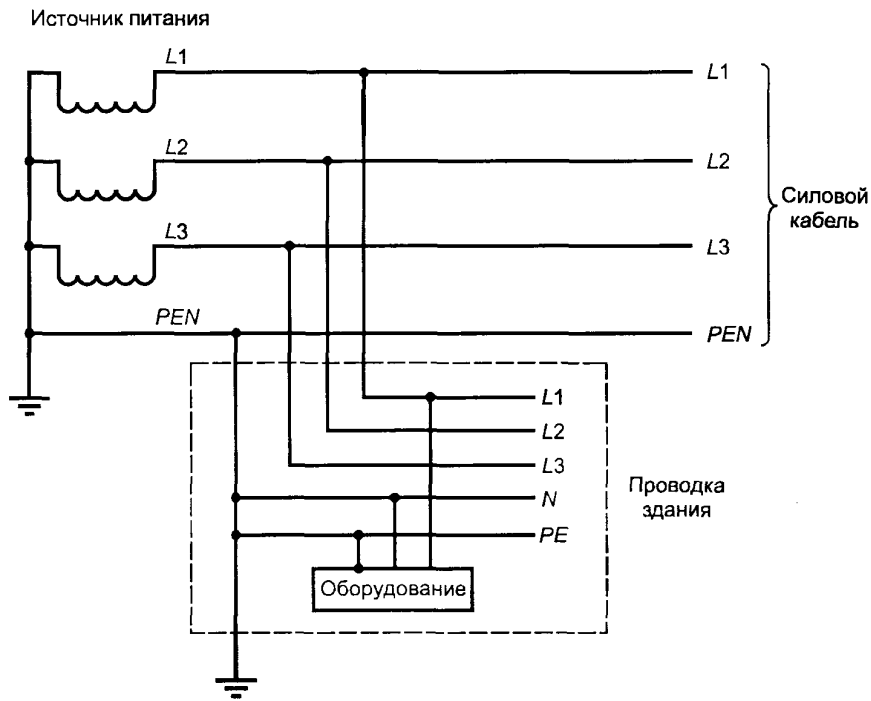 Источник питания
L1
L1
L2
L2
Силовой
кабель
L3
L3
PEN
PEN
L1
L2
L3
N
Проводка
здания
PE
Оборудование